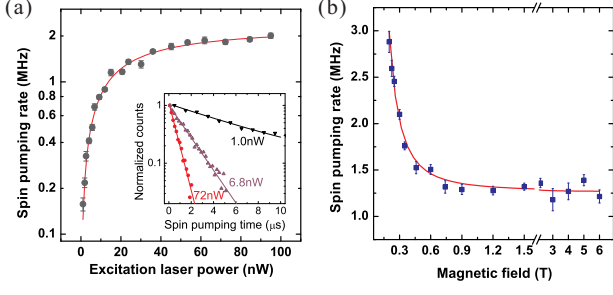 (a)
Spin pumping rate (MHz)
2
1
0.8
0.6
0.4
0.2
0.1
0 20 40 60 80 100
Excitation laser power (nW)
Normalized counts
1
0.1
1.0nW
6.8nW
72nW
0 2 4 6 8 10
Spin pumping time (μs)
(b)
Spin pumping rate (MHz)
3.0
2.5
2.0
1.5
1.0
0.3 0.6 0.9 1.2 1.5 3 4 5 6
Magnetic field (T)